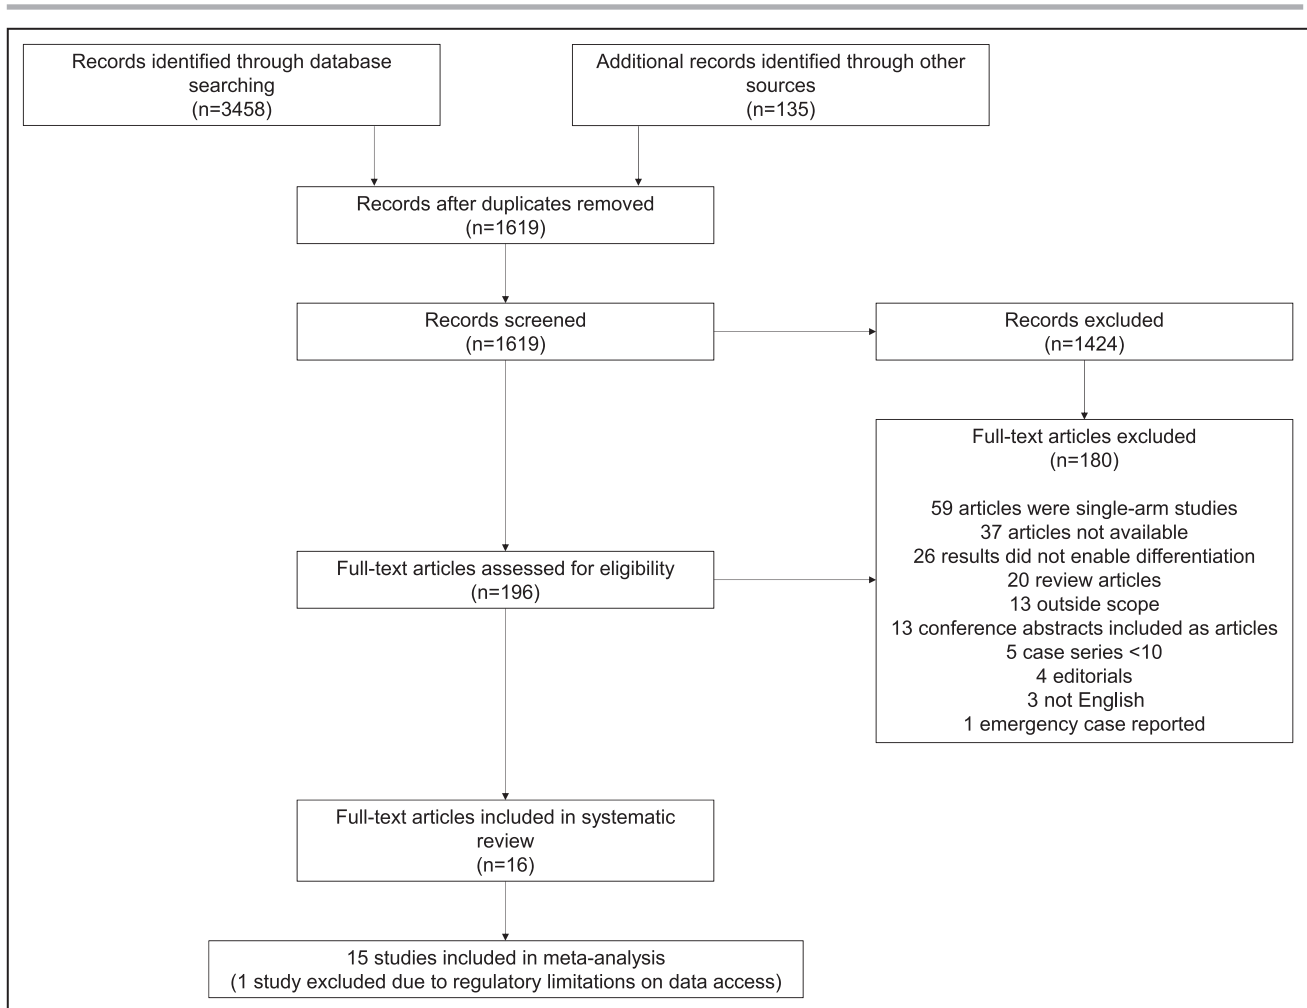 Records identified through database
searching
(n=3458)
Additional records identified through other
sources
(n=135)
Records after duplicates removed
(n=1619)
Records screened
(n=1619)
Records excluded
(n=1424)
Full-text articles excluded
(n=180)
59 articles were single-arm studies
37 articles not available
26 results did not enable differentiation
20 review articles
13 outside scope
13 conference abstracts included as articles
5 case series <10
4 editorials
3 not English
1 emergency case reported
Full-text articles assessed for eligibility
(n=196)
Full-text articles included in systematic
review
(n=16)
15 studies included in meta-analysis
(1 study excluded due to regulatory limitations on data access)